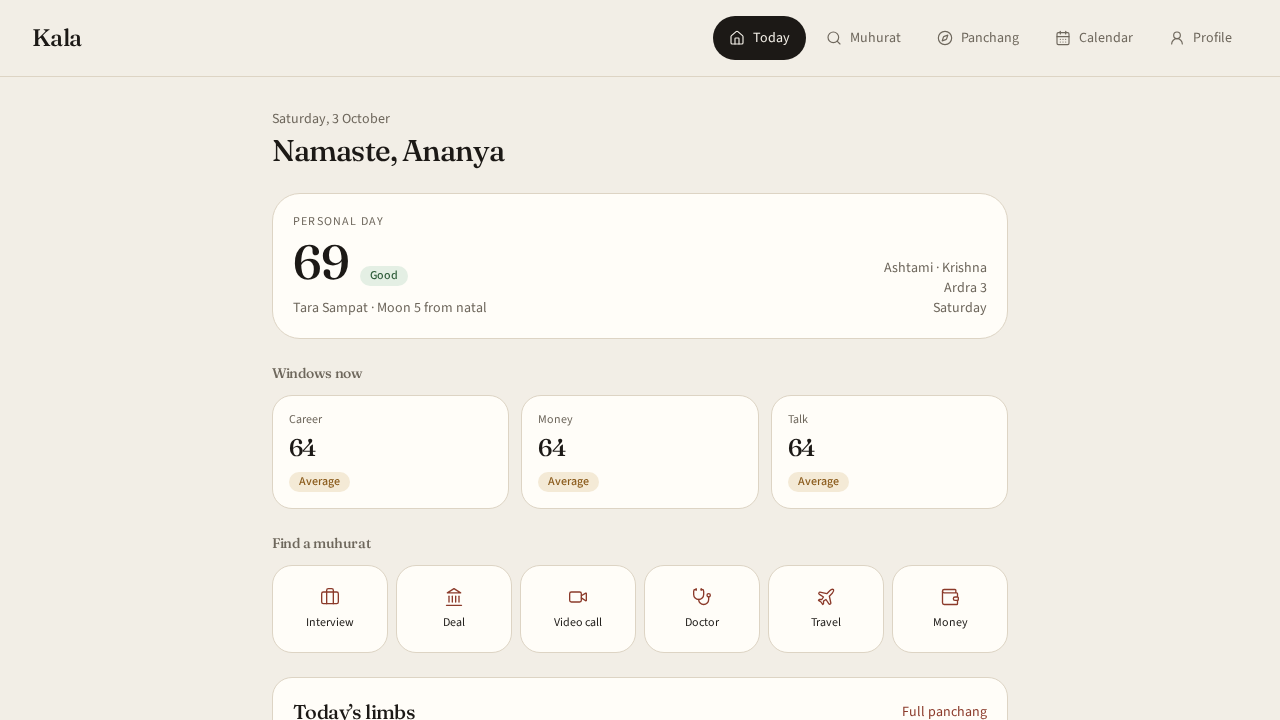 Kala
Today
Muhurat
Panchang
Calendar
Profile
Saturday, 3 October
Namaste, Ananya
PERSONAL DAY
69
Good
Tara Sampat · Moon 5 from natal
Ashtami · Krishna
Ardra 3
Saturday
Windows now
Career
64
Average
Money
64
Average
Talk
64
Average
Find a muhurat
Interview
Deal
Video call
Doctor
Travel
Money
Today's limbs
Full panchang